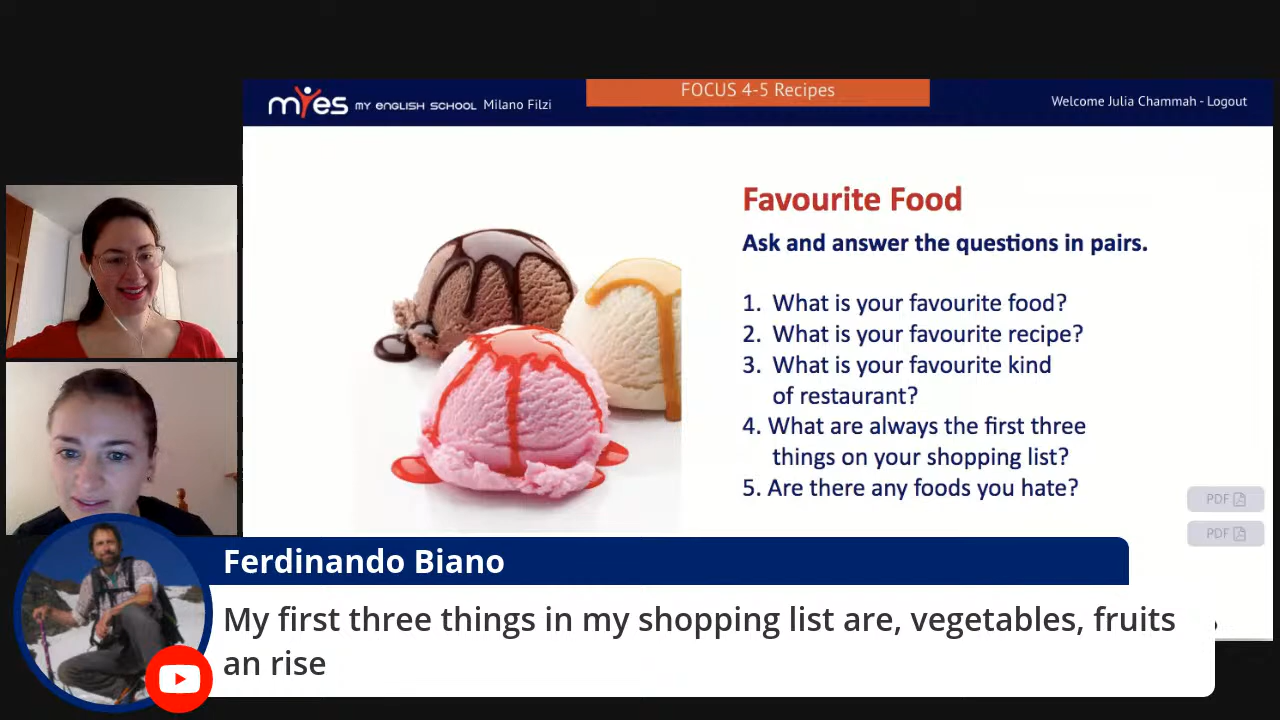 myes MY ENGLISH SCHOOL Milano Filzi
FOCUS 4-5 Recipes
Welcome Julia Chammah - Logout
Favourite Food
Ask and answer the questions in pairs.
1. What is your favourite food?
2. What is your favourite recipe?
3. What is your favourite kind
of restaurant?
4. What are always the first three
things on your shopping list?
5. Are there any foods you hate?
PDF
PDF
Ferdinando Biano
My first three things in my shopping list are, vegetables, fruits
an rise